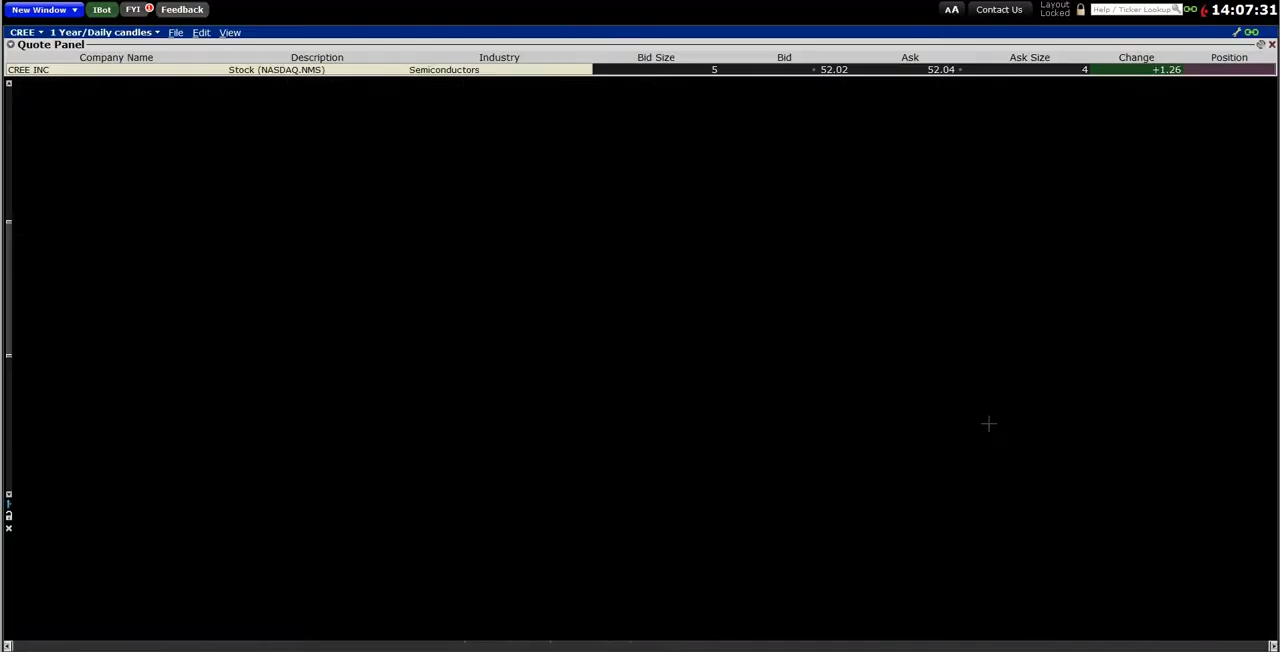 New Window ▼ IBot FYI 1 Feedback AA Contact Us Layout Locked Help / Ticker Lookup 14:07:31
CREE 1 Year/Daily candles File Edit View
Quote Panel
Company Name Description Industry Bid Size Bid Ask Ask Size Change Position
CREE INC Stock (NASDAQ.NMS) Semiconductors 5 52.02 52.04 4 +1.26